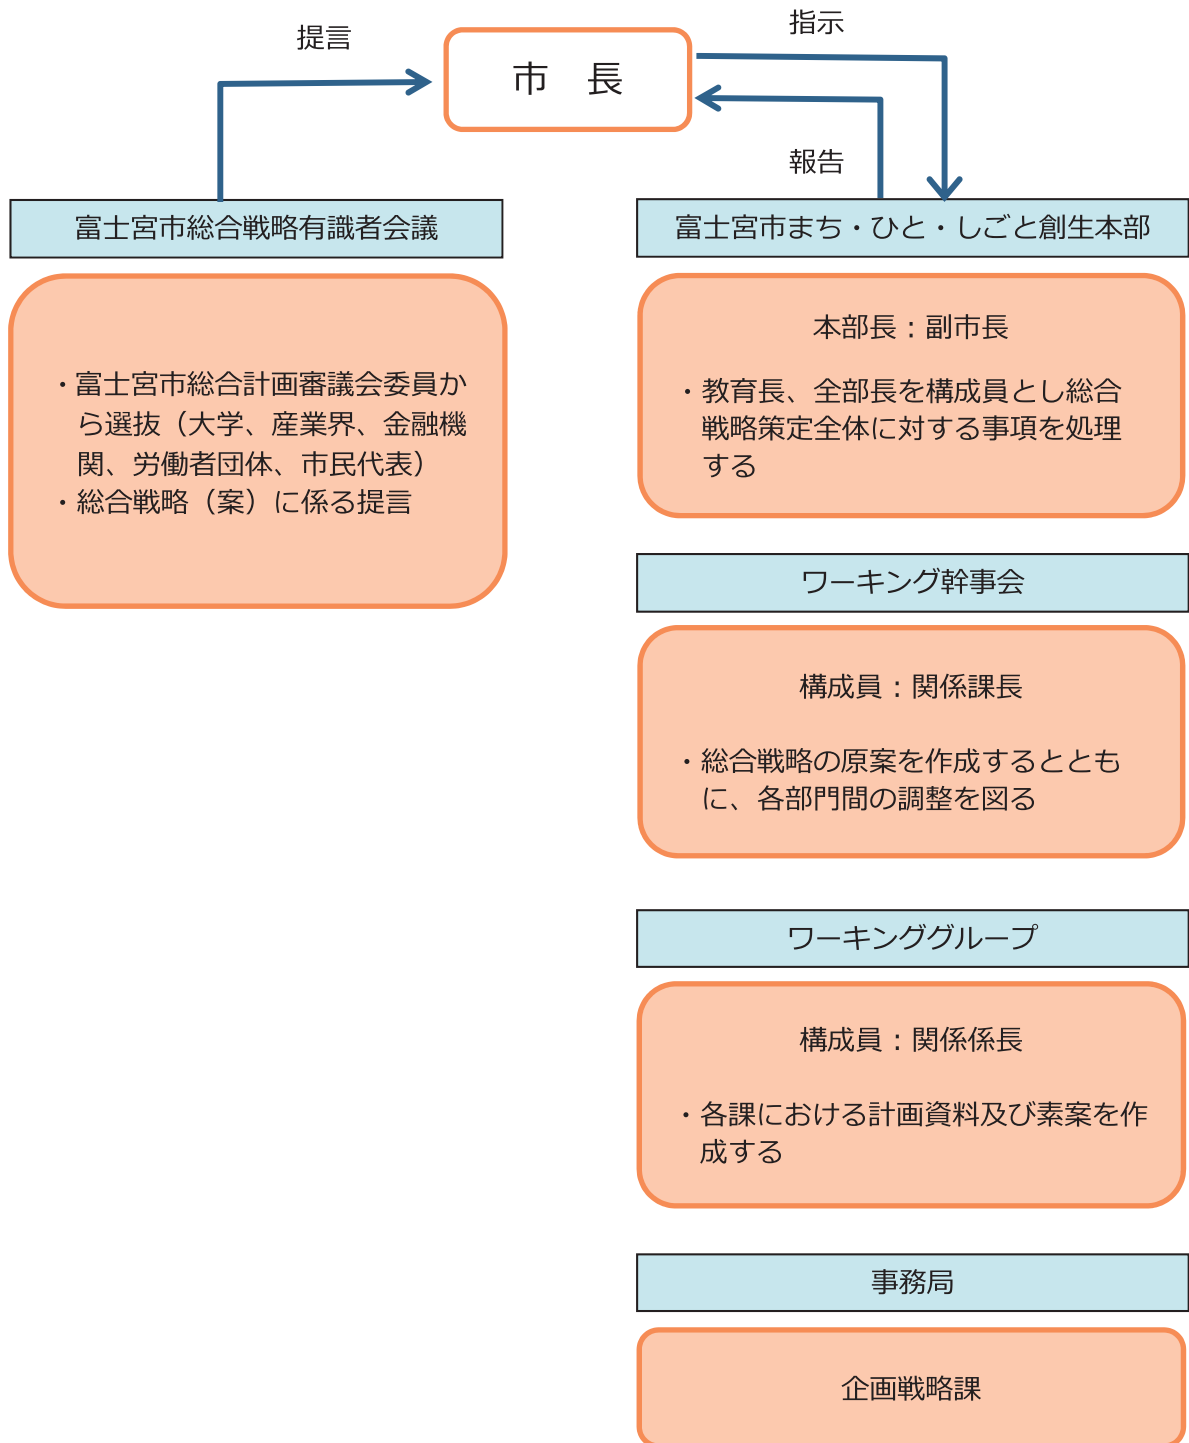 提言
市　長
指示
報告
富士宮市総合戦略有識者会議
・富士宮市総合計画審議会委員か
ら選抜（大学、産業界、金融機
関、労働者団体、市民代表）
・総合戦略（案）に係る提言
富士宮市まち・ひと・しごと創生本部
本部長：副市長
・教育長、全部長を構成員とし総合
戦略策定全体に対する事項を処理
する
ワーキング幹事会
構成員：関係課長
・総合戦略の原案を作成するととも
に、各部門間の調整を図る
ワーキンググループ
構成員：関係係長
・各課における計画資料及び素案を作
成する
事務局
企画戦略課